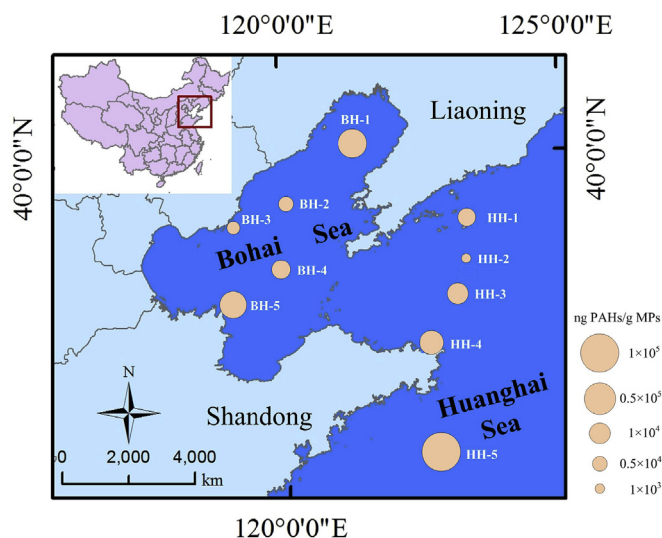 120°0'0"E
125°0'0"E
40°0'0"N
40°0'0"N
Liaoning
BH-1
BH-2
BH-3
Bohai Sea
BH-4
BH-5
HH-1
HH-2
HH-3
HH-4
Huanghai
Sea
HH-5
Shandong
N
2,000
4,000
km
120°0'0"E
ng PAHs/g MPs
1×10⁵
0.5×10⁵
1×10⁴
0.5×10⁴
1×10³